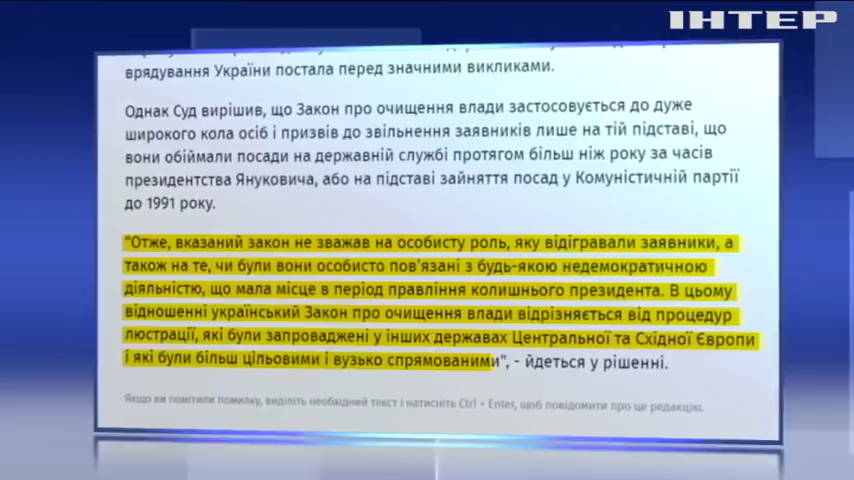 ІНТЕР
врядування України постала перед значними викликами.
Однак Суд вирішив, що Закон про очищення влади застосовується до дуже
широкого кола осіб і призвів до звільнення заявників лише на тій підставі, що
вони обіймали посади на державній службі протягом більш ніж року за часів
президентства Януковича, або на підставі зайняття посад у Комуністичній партії
до 1991 року.
"Отже, вказаний закон не зважав на особисту роль, яку відігравали заявники, а
також на те, чи були вони особисто пов'язані з будь-якою недемократичною
діяльністю, що мала місце в період правління колишнього президента. В цьому
відношенні український Закон про очищення влади відрізняється від процедур
люстрації, які були запроваджені у інших державах Центральної та Східної Європи
і які були більш цільовими і вузько спрямованими", - йдеться у рішенні.
Якщо ви помітили помилку, виділіть необхідний текст і натисніть Ctrl + Enter, щоб повідомити про це редакцію.